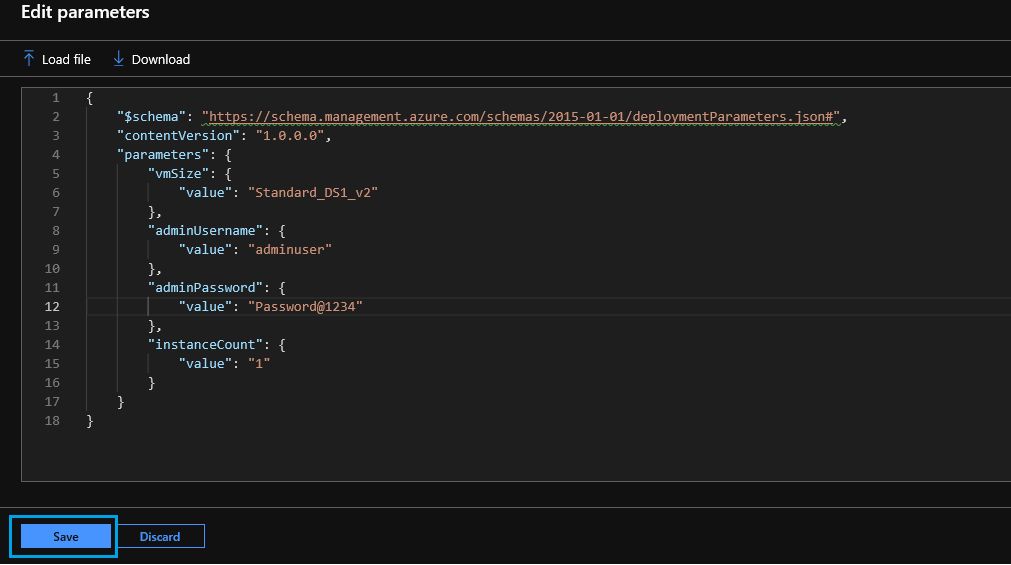 Edit parameters
Load file Download
1 {
2 "$schema": "https://schema.management.azure.com/schemas/2015-01-01/deploymentParameters.json#",
3 "contentVersion": "1.0.0.0",
4 "parameters": {
5 "vmSize": {
6 "value": "Standard_DS1_v2"
7 },
8 "adminUsername": {
9 "value": "adminuser"
10 },
11 "adminPassword": {
12 "value": "Password@1234"
13 },
14 "instanceCount": {
15 "value": "1"
16 }
17 }
18 }
Save Discard